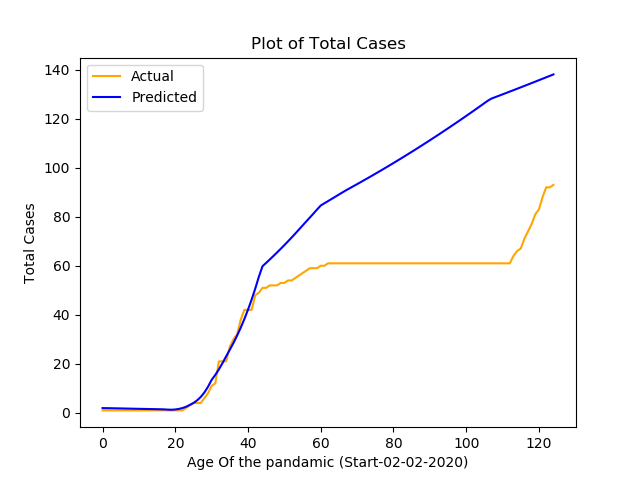 Plot of Total Cases
Actual
Predicted
Total Cases
140
120
100
80
60
40
20
0
0 20 40 60 80 100 120
Age Of the pandamic (Start-02-02-2020)